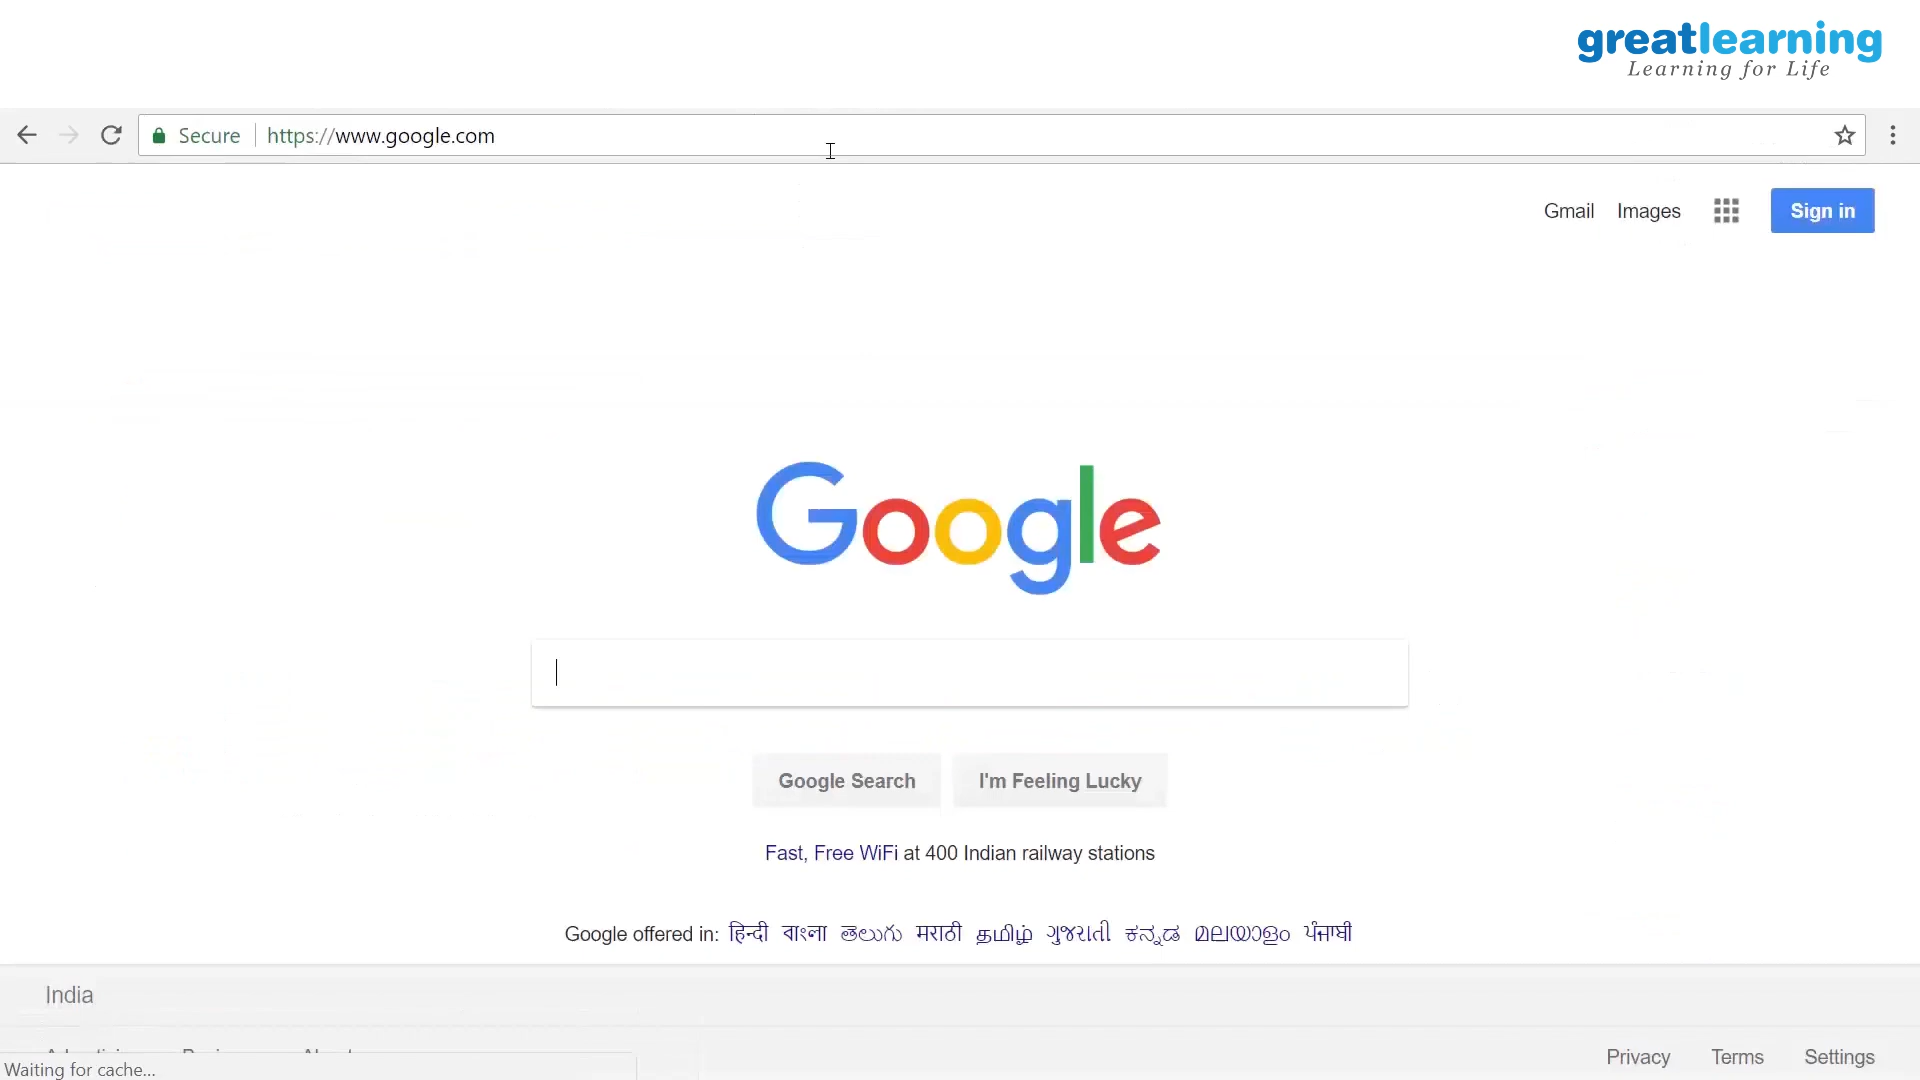 greatlearning
Learning for Life
Secure https://www.google.com
Gmail Images Sign in
Google
Google Search I'm Feeling Lucky
Fast, Free WiFi at 400 Indian railway stations
Google offered in: हिन्दी বাংলা తెలుగు मराठी தமிழ் ગુજરાતી ಕನ್ನಡ മലയാളം ਪੰਜਾਬੀ
India
Privacy Terms Settings
Waiting for cache...